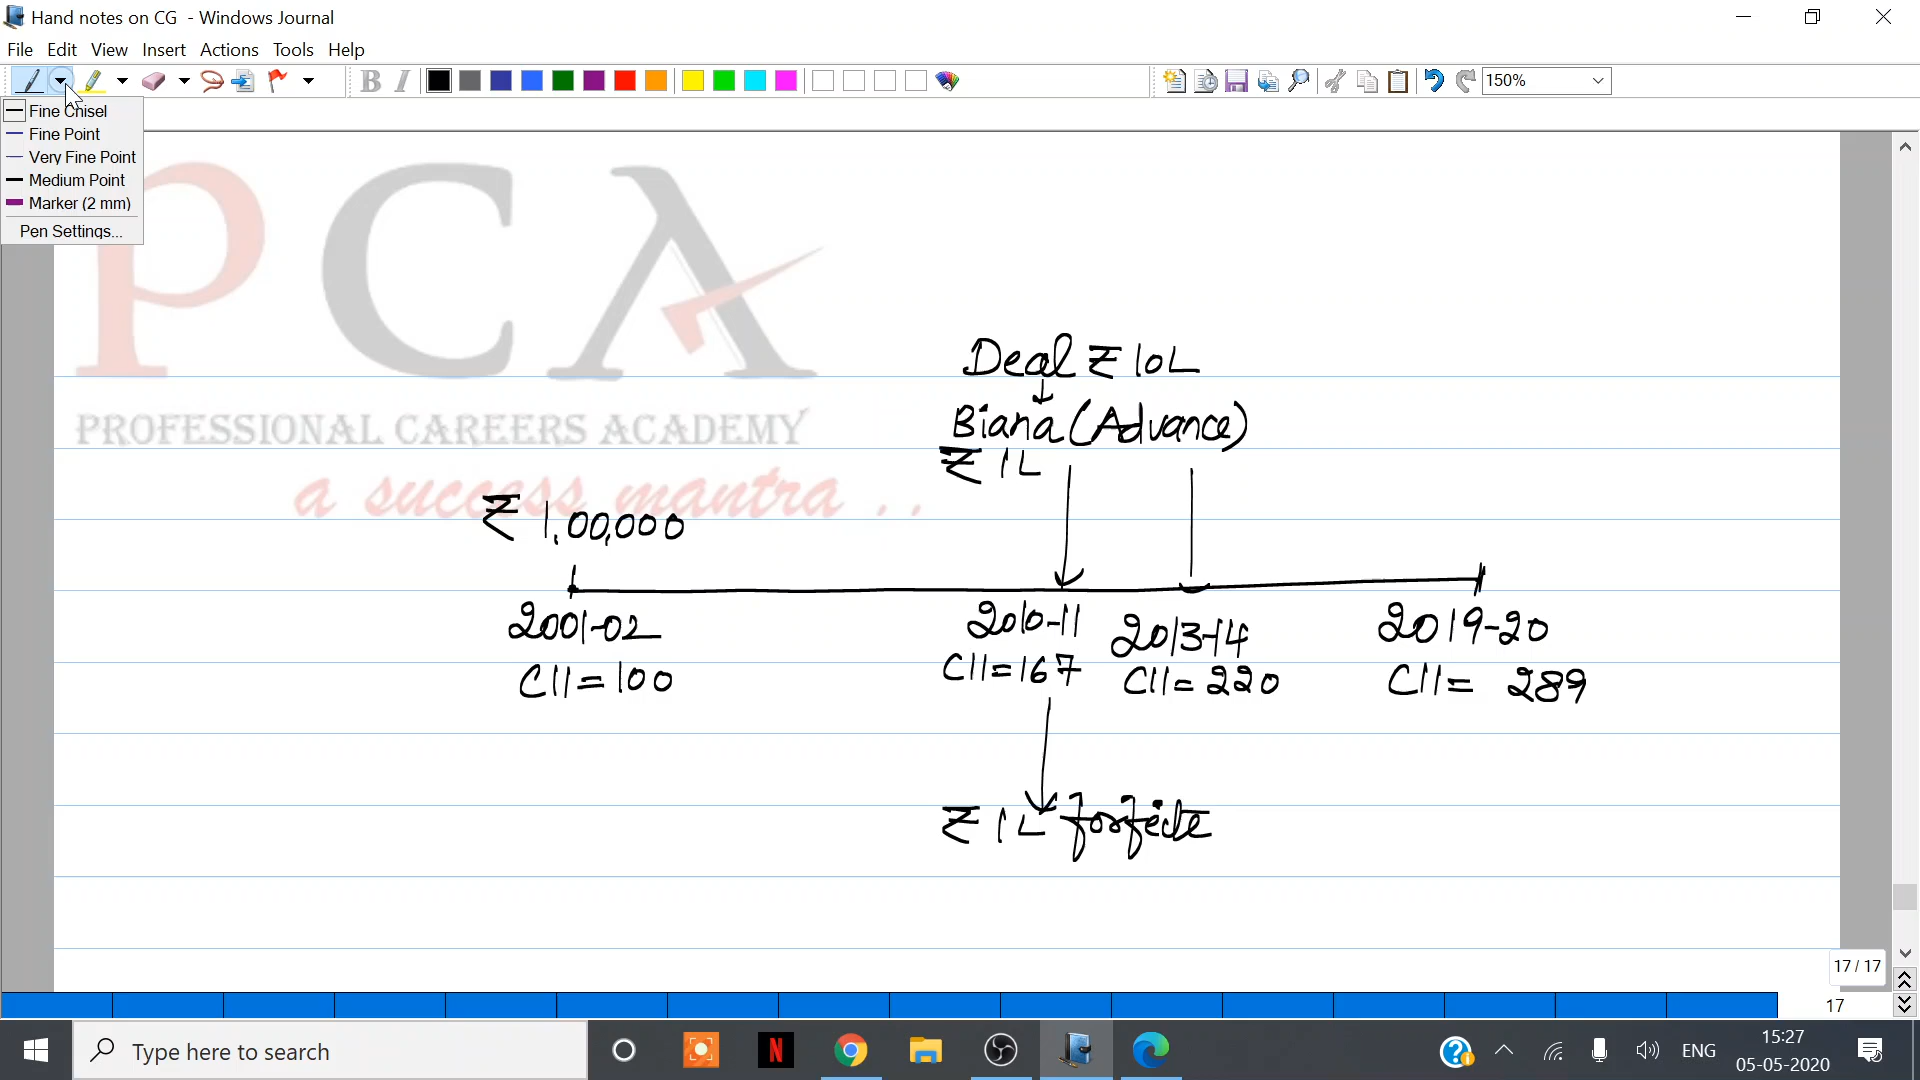 Hand notes on CG - Windows Journal
File Edit View Insert Actions Tools Help
B I 150%
Fine Chisel
Fine Point
Very Fine Point
Medium Point
Marker (2 mm)
Pen Settings...
PCA
PROFESSIONAL CAREERS ACADEMY
a success mantra ..
Deal ₹ 10L
Biana (Advance)
₹ 1L
₹ 1,00,000
2001-02 2010-11 2013-14 2019-20
CII = 100 CII = 167 CII = 220 CII = 289
₹ 1L forfeite
17 / 17
17
Type here to search
N
ENG
15:27
05-05-2020